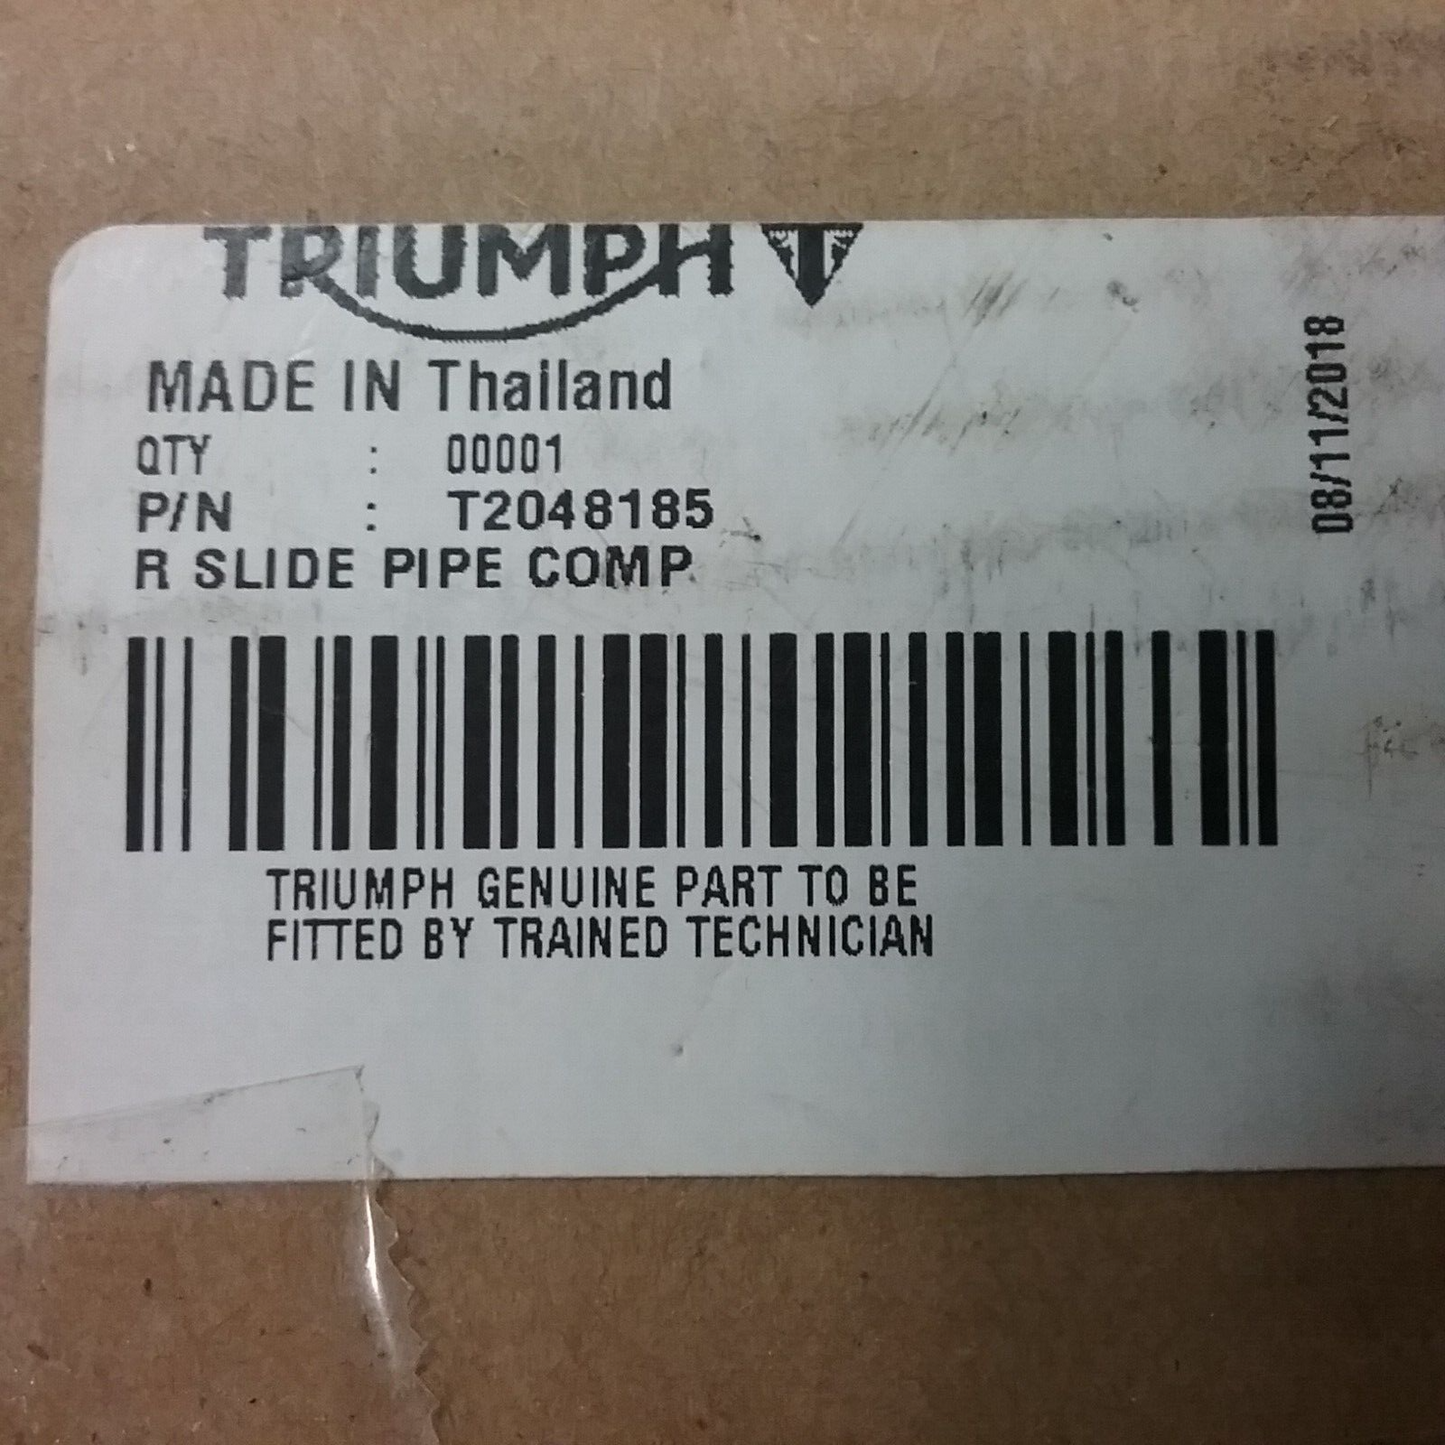 TRIUMPH
MADE IN Thailand
QTY : 00001
P/N : T2048185
R SLIDE PIPE COMP.
TRIUMPH GENUINE PART TO BE
FITTED BY TRAINED TECHNICIAN
08/11/2018